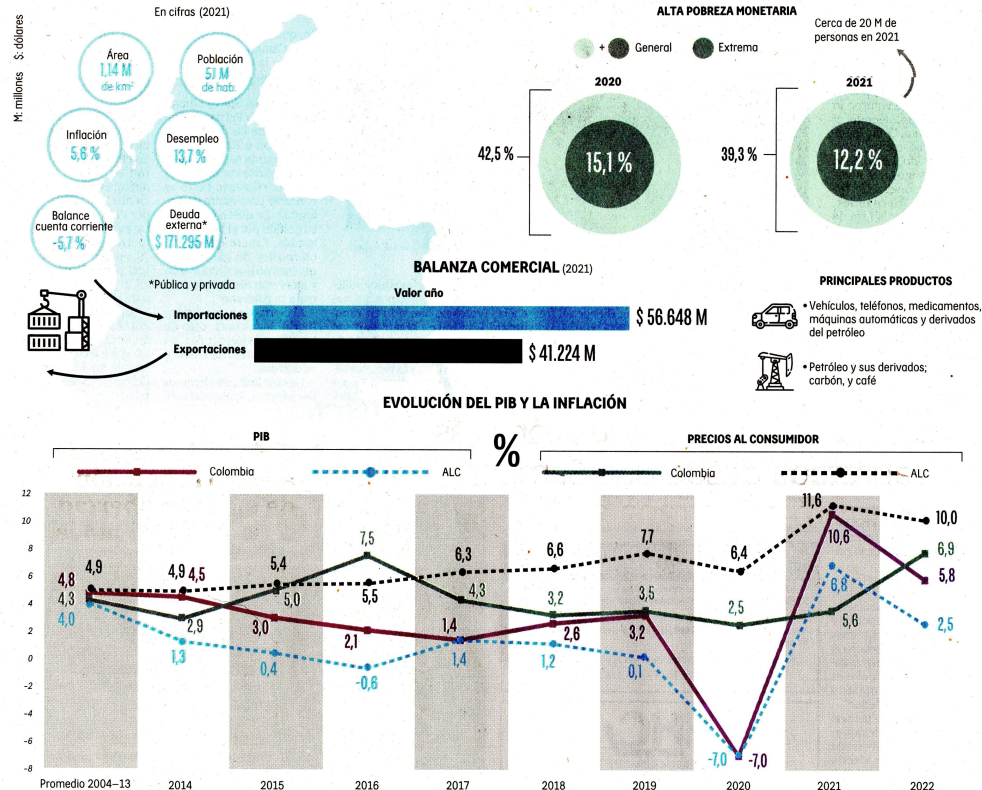 M: millones $: dólares
En cifras (2021)
Área
1,14 M
de km²
Población
51 M
de hab.
Inflación
5,6 %
Desempleo
13,7 %
Balance
cuenta corriente
-5,7 %
Deuda
externa*
$ 171.295 M
*Pública y privada
ALTA POBREZA MONETARIA
+ General
Extrema
Cerca de 20 M de
personas en 2021
2020
42,5 %
15,1 %
2021
39,3 %
12,2 %
BALANZA COMERCIAL (2021)
Valor año
Importaciones
$ 56.648 M
Exportaciones
$ 41.224 M
PRINCIPALES PRODUCTOS
• Vehículos, teléfonos, medicamentos,
máquinas automáticas y derivados
del petróleo
• Petróleo y sus derivados;
carbón, y café
EVOLUCIÓN DEL PIB Y LA INFLACIÓN
PIB
%
PRECIOS AL CONSUMIDOR
Colombia
ALC
Colombia
ALC
12
10
8
6
4
2
0
-2
-4
-6
-8
4,9
4,8
4,3
4,0
4,9
4,5
2,9
1,3
5,4
5,0
3,0
0,4
7,5
5,5
2,1
-0,6
6,3
4,3
1,4
1,4
6,6
3,2
2,6
1,2
7,7
3,5
3,2
0,1
6,4
2,5
-7,0
-7,0
11,6
10,6
6,8
5,6
10,0
6,9
5,8
2,5
Promedio 2004–13
2014
2015
2016
2017
2018
2019
2020
2021
2022